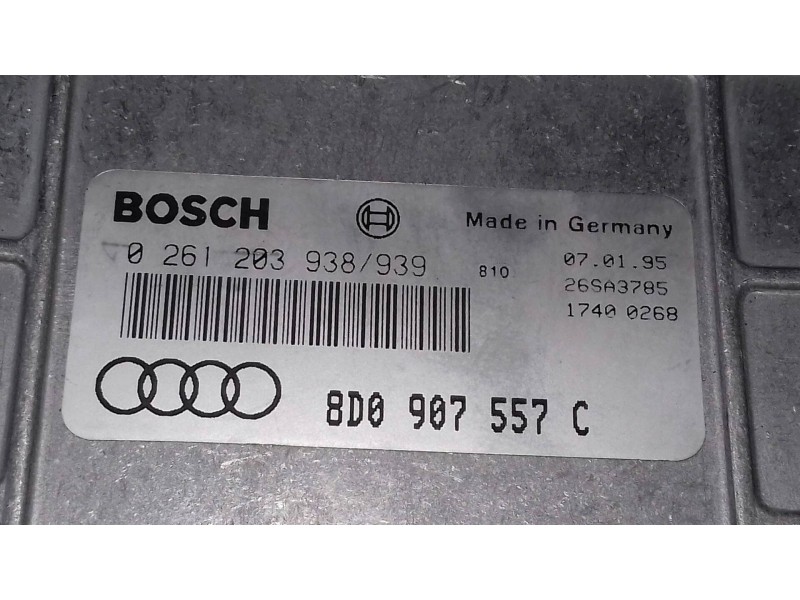 BOSCH
Made in Germany
0 261 203 938/939
810
07.01.95
26SA3785
1740 0268
8D0 907 557 C